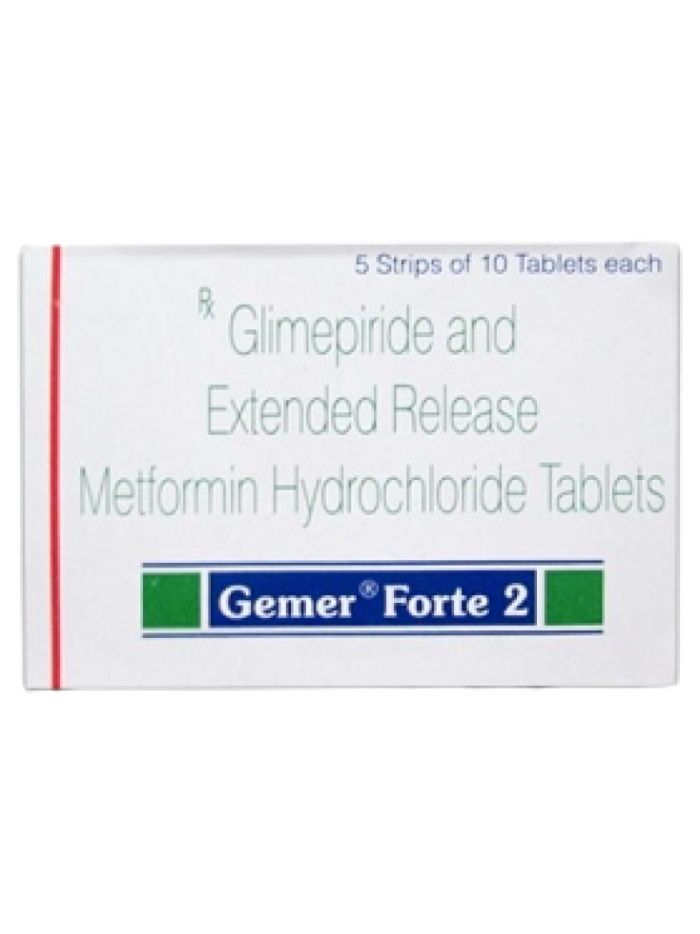 5 Strips of 10 Tablets each
℞ Glimepiride and
Extended Release
Metformin Hydrochloride Tablets
Gemer® Forte 2